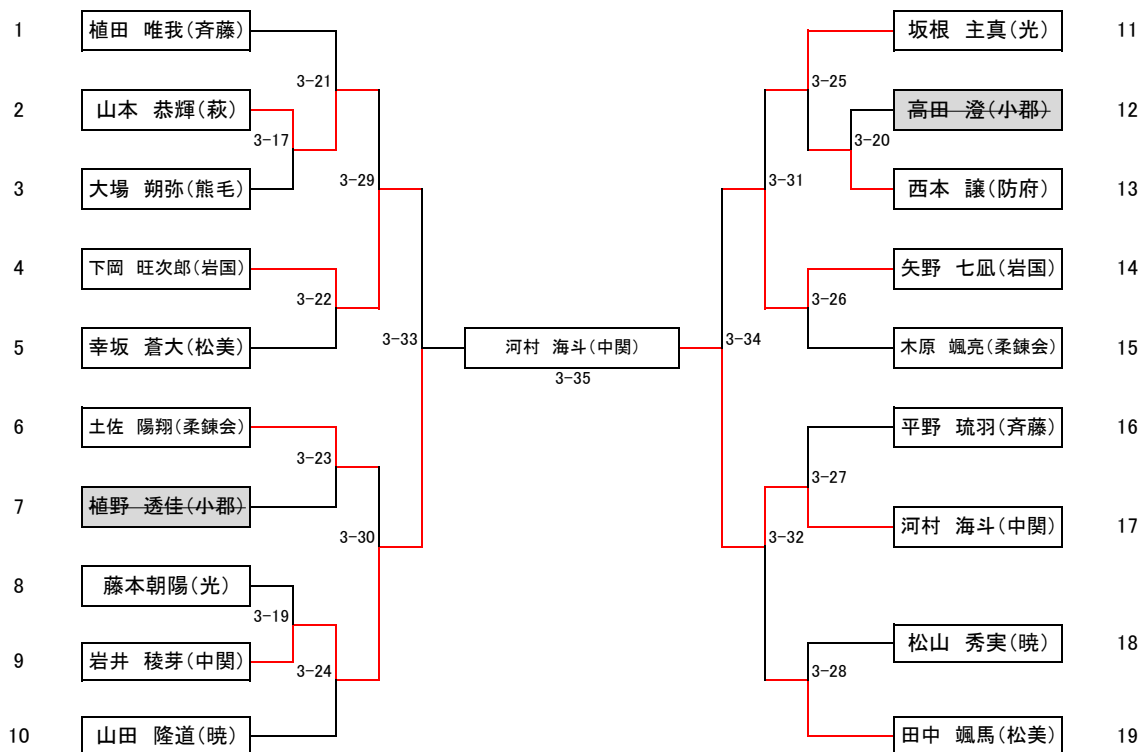 1 植田 唯我(斉藤)
3-21
2 山本 恭輝(萩)
3-17
3 大場 朔弥(熊毛)
3-29
4 下岡 旺次郎(岩国)
3-22
5 幸坂 蒼大(松美)
3-33
6 土佐 陽翔(柔錬会)
3-23
7 植野 透佳(小郡)
3-30
8 藤本朝陽(光)
3-19
9 岩井 稜芽(中関)
3-24
10 山田 隆道(暁)
河村 海斗(中関)
3-35
坂根 主真(光) 11
3-25
高田 澄(小郡) 12
3-20
西本 譲(防府) 13
3-31
矢野 七凪(岩国) 14
3-26
木原 颯亮(柔錬会) 15
3-34
平野 琉羽(斉藤) 16
3-27
河村 海斗(中関) 17
3-32
松山 秀実(暁) 18
3-28
田中 颯馬(松美) 19